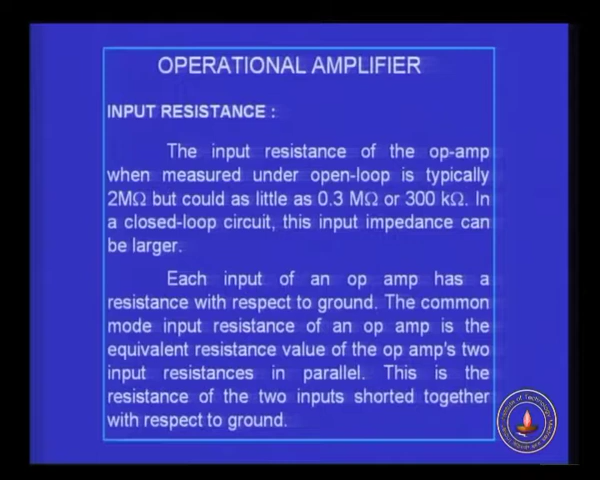 OPERATIONAL AMPLIFIER
INPUT RESISTANCE :
The input resistance of the op-amp
when measured under open-loop is typically
2MΩ but could as little as 0.3 MΩ or 300 kΩ. In
a closed-loop circuit, this input impedance can
be larger.
Each input of an op amp has a
resistance with respect to ground. The common
mode input resistance of an op amp is the
equivalent resistance value of the op amp's two
input resistances in parallel. This is the
resistance of the two inputs shorted together
with respect to ground.
Institute of Technology